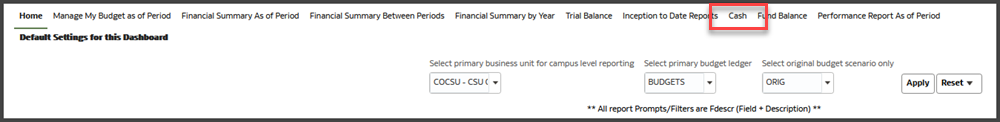 Home Manage My Budget as of Period Financial Summary As of Period Financial Summary Between Periods Financial Summary by Year Trial Balance Inception to Date Reports Cash Fund Balance Performance Report As of Period
Default Settings for this Dashboard
Select primary business unit for campus level reporting Select primary budget ledger Select original budget scenario only
COCSU - CSU BUDGETS ORIG Apply Reset
** All report Prompts/Filters are Fdescr (Field + Description) **